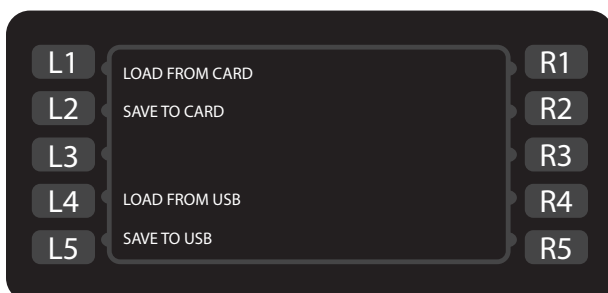 L1 LOAD FROM CARD R1
L2 SAVE TO CARD R2
L3 R3
L4 LOAD FROM USB R4
L5 SAVE TO USB R5